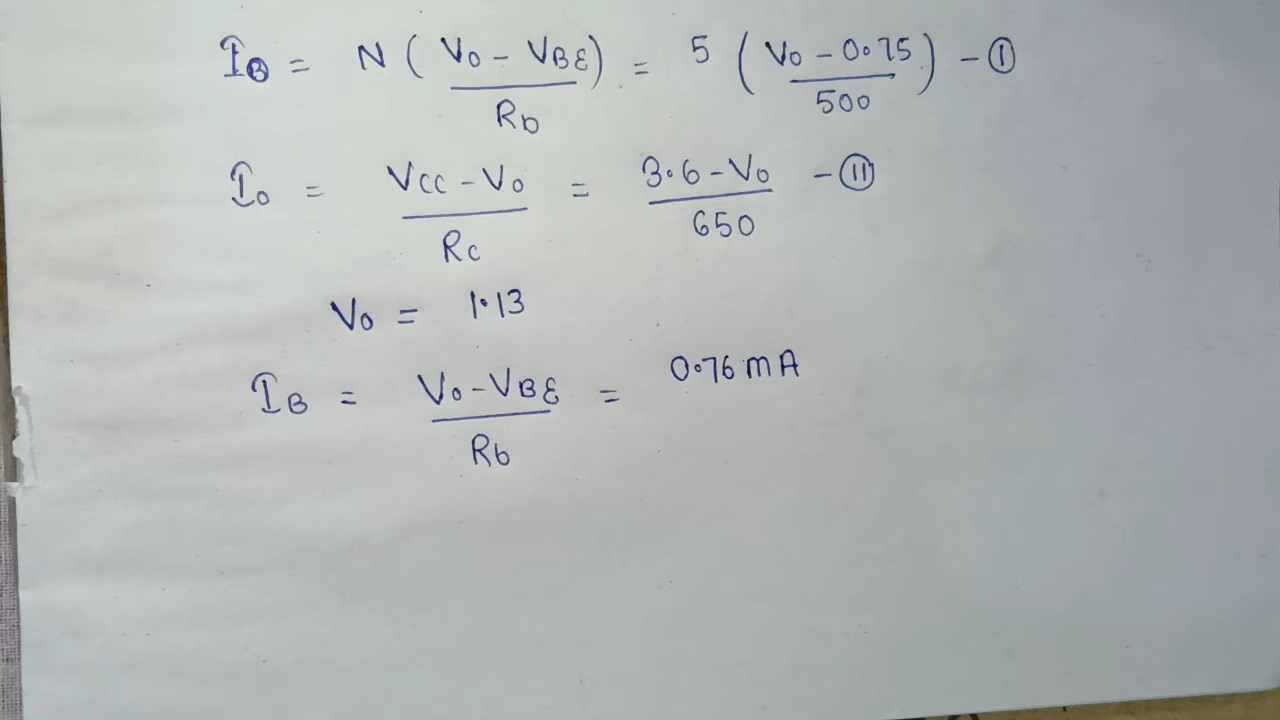 I_B = N ( V_O - V_BE / R_b ) = 5 ( V_O - 0.75 / 500 ) - Ⓘ
I_O = V_CC - V_O / R_C = 3.6 - V_O / 650 - Ⓘ︎Ⓘ
V_O = 1.13
I_B = V_O - V_BE / R_b = 0.76 mA